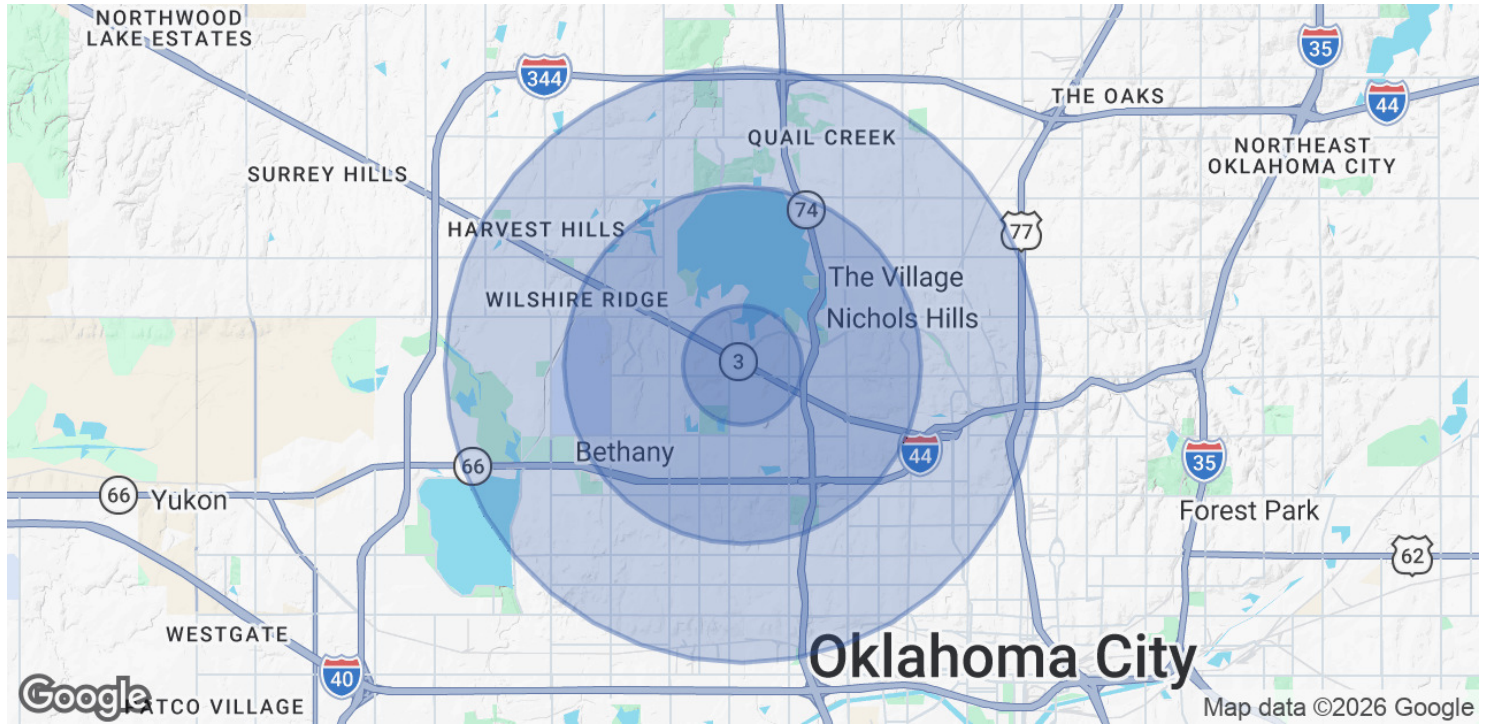 NORTHWOOD
LAKE ESTATES
344
35
44
THE OAKS
QUAIL CREEK
NORTHEAST
OKLAHOMA CITY
SURREY HILLS
74
77
HARVEST HILLS
The Village
WILSHIRE RIDGE
Nichols Hills
3
Bethany
44
66
35
66
Yukon
Forest Park
62
WESTGATE
Oklahoma City
40
Google
ATCO VILLAGE
Map data ©2026 Google